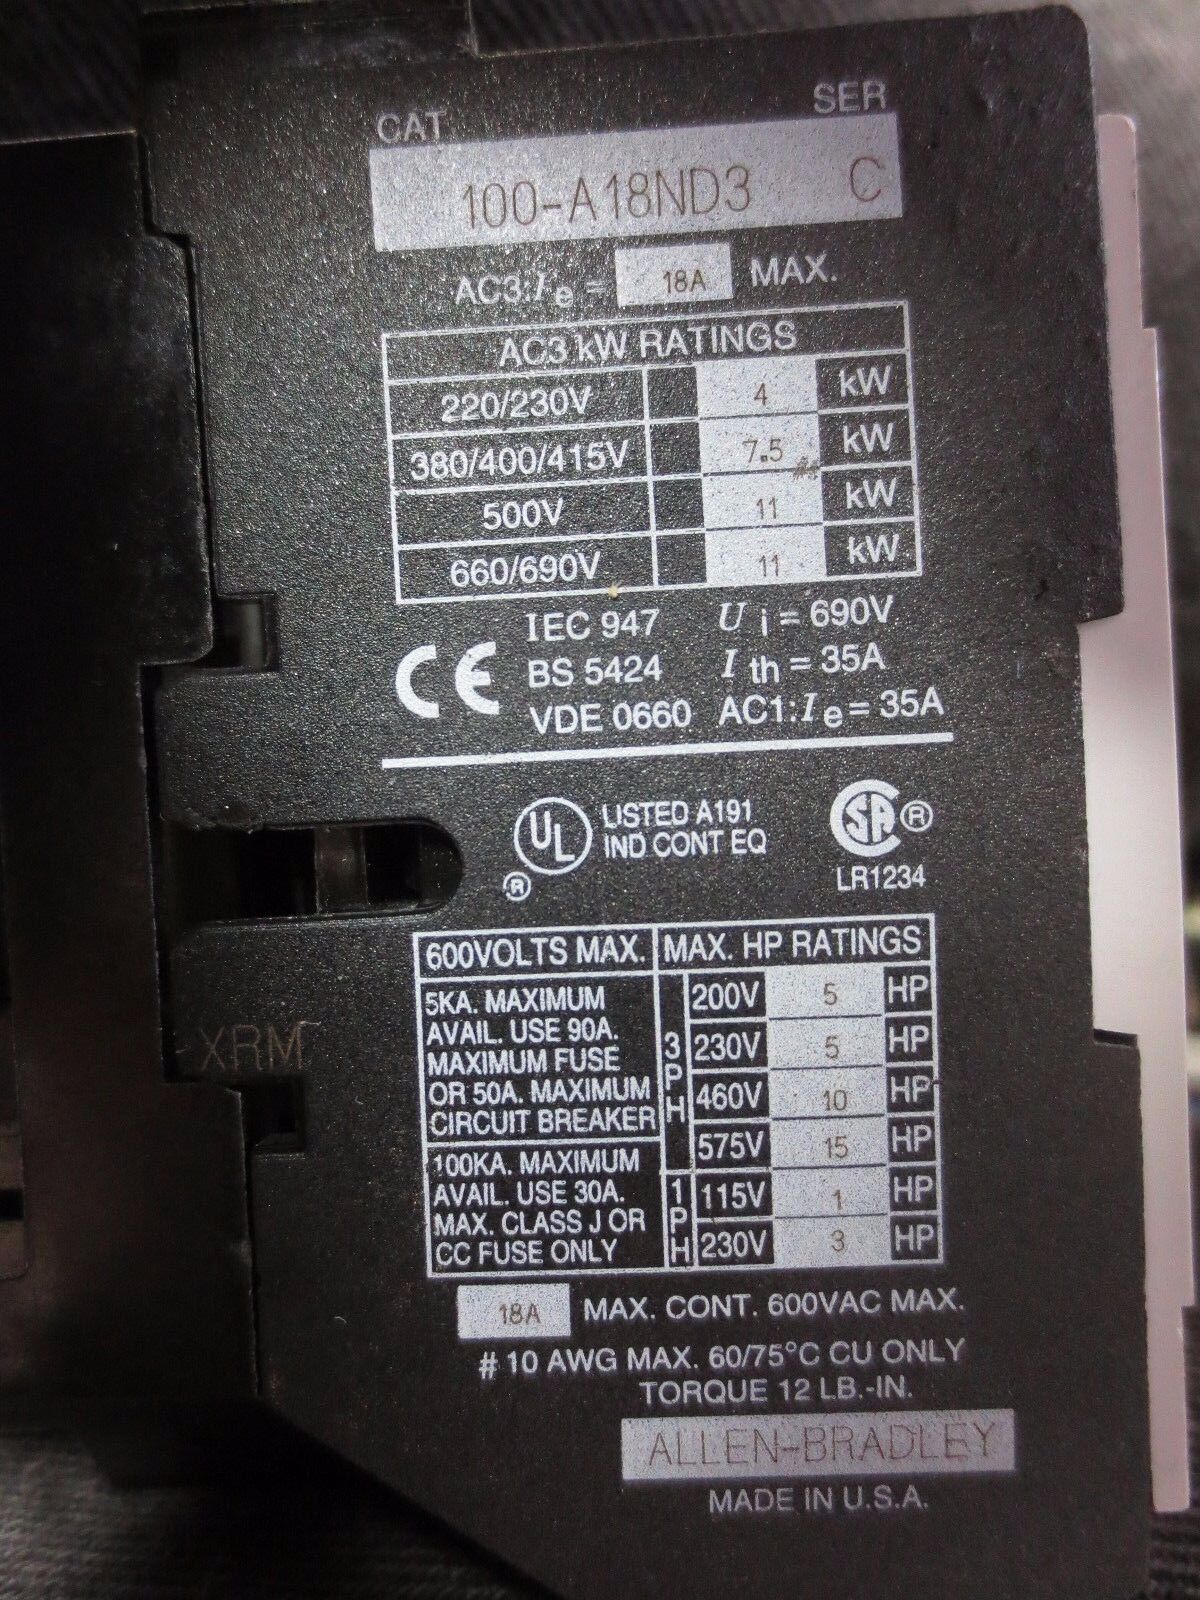 CAT SER
100-A18ND3 C
AC3:Ie = 18A MAX.
AC3 kW RATINGS
220/230V 4 kW
380/400/415V 7.5 kW
500V 11 kW
660/690V 11 kW
IEC 947 Ui = 690V
CE BS 5424 Ith = 35A
VDE 0660 AC1:Ie = 35A
UL ® LISTED A191
IND CONT EQ
SA ®
LR1234
600VOLTS MAX. MAX. HP RATINGS
5KA. MAXIMUM
AVAIL. USE 90A.
MAXIMUM FUSE
OR 50A. MAXIMUM
CIRCUIT BREAKER
100KA. MAXIMUM
AVAIL. USE 30A.
MAX. CLASS J OR
CC FUSE ONLY
3PH
200V 5 HP
230V 5 HP
460V 10 HP
575V 15 HP
1PH
115V 1 HP
230V 3 HP
XRM
18A MAX. CONT. 600VAC MAX.
# 10 AWG MAX. 60/75°C CU ONLY
TORQUE 12 LB.-IN.
ALLEN-BRADLEY
MADE IN U.S.A.